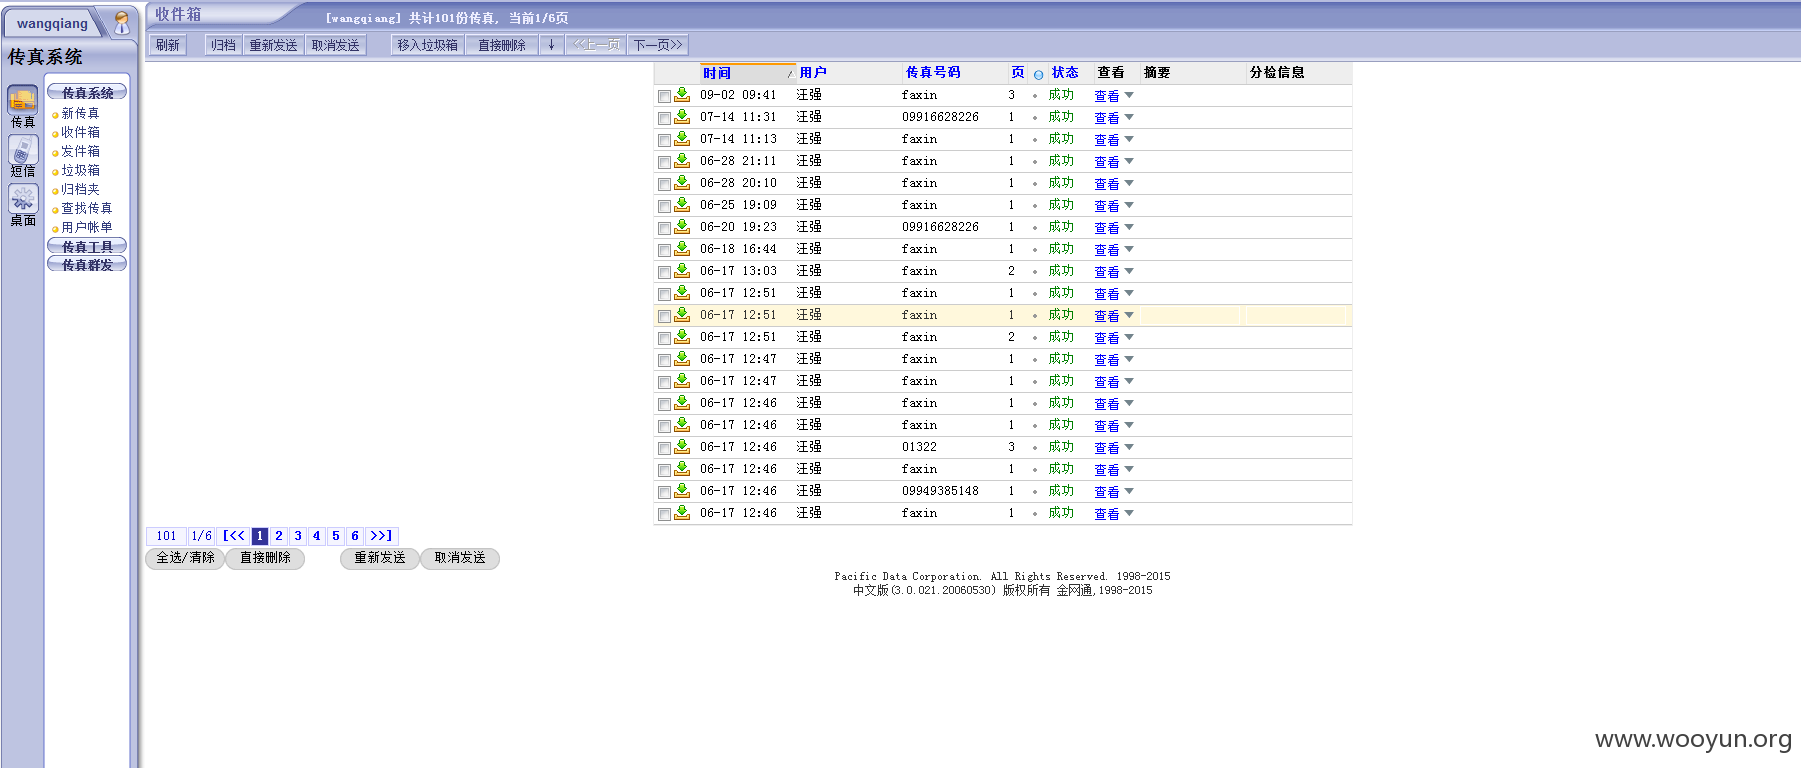 wangqiang
收件箱
[wangqiang] 共计101份传真, 当前1/6页
传真系统
刷新 归档 重新发送 取消发送 移入垃圾箱 直接删除 ↓ <<上一页 下一页>>
传真
短信
桌面
传真系统
新传真
收件箱
发件箱
垃圾箱
归档夹
查找传真
用户帐单
传真工具
传真群发
时间 用户 传真号码 页 状态 查看 摘要 分检信息
09-02 09:41 汪强 faxin 3 成功 查看
07-14 11:31 汪强 09916628226 1 成功 查看
07-14 11:13 汪强 faxin 1 成功 查看
06-28 21:11 汪强 faxin 1 成功 查看
06-28 20:10 汪强 faxin 1 成功 查看
06-25 19:09 汪强 faxin 1 成功 查看
06-20 19:23 汪强 09916628226 1 成功 查看
06-18 16:44 汪强 faxin 1 成功 查看
06-17 13:03 汪强 faxin 2 成功 查看
06-17 12:51 汪强 faxin 1 成功 查看
06-17 12:51 汪强 faxin 1 成功 查看
06-17 12:51 汪强 faxin 2 成功 查看
06-17 12:47 汪强 faxin 1 成功 查看
06-17 12:47 汪强 faxin 1 成功 查看
06-17 12:46 汪强 faxin 1 成功 查看
06-17 12:46 汪强 faxin 1 成功 查看
06-17 12:46 汪强 01322 3 成功 查看
06-17 12:46 汪强 faxin 1 成功 查看
06-17 12:46 汪强 09949385148 1 成功 查看
06-17 12:46 汪强 faxin 1 成功 查看
101 1/6 [<< 1 2 3 4 5 6 >>]
全选/清除 直接删除 重新发送 取消发送
Pacific Data Corporation. All Rights Reserved. 1998-2015
中文版(3.0.021.20060530) 版权所有 金网通,1998-2015
www.wooyun.org